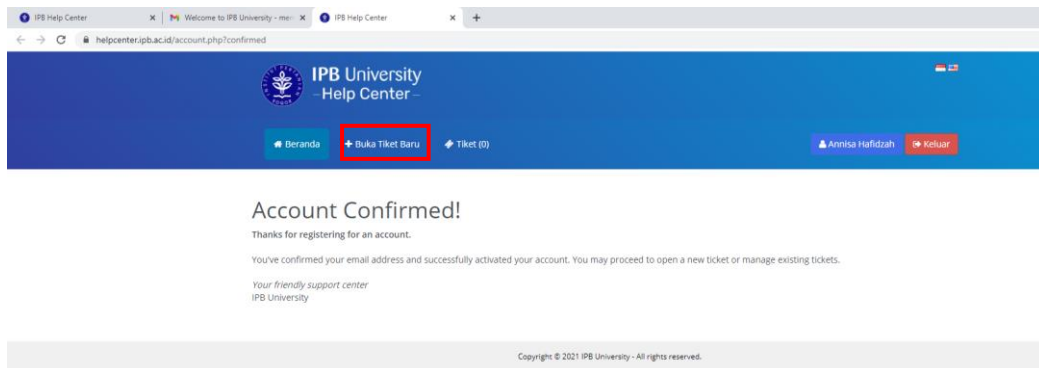 IPB Help Center
Welcome to IPB University - mer
IPB Help Center
helpcenter.ipb.ac.id/account.php?confirmed
IPB University
Help Center
Beranda
Buka Tiket Baru
Tiket (0)
Annisa Hafidzah
Keluar
Account Confirmed!
Thanks for registering for an account.
You've confirmed your email address and successfully activated your account. You may proceed to open a new ticket or manage existing tickets.
Your friendly support center
IPB University
Copyright © 2021 IPB University - All rights reserved.